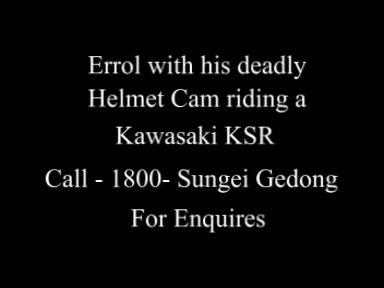 Errol with his deadly
Helmet Cam riding a
Kawasaki KSR
Call - 1800- Sungei Gedong
For Enquires